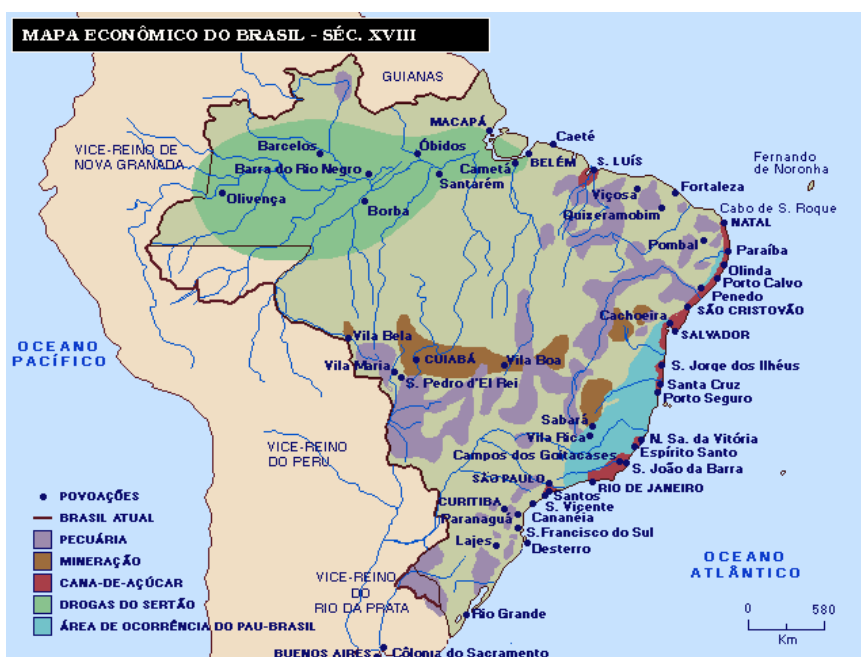 MAPA ECONÔMICO DO BRASIL - SÉC. XVIII
GUIANAS
MACAPÁ
Caeté
VICE-REINO DE
NOVA GRANADA
Barcelos
Óbidos
BELÉM
S. LUÍS
Fernando
de Noronha
Barra do Rio Negro
Cametá
Santarém
Viçosa
Fortaleza
Olivença
Borba
Quizeramobim
Cabo de S. Roque
NATAL
Pombal
Paraíba
Olinda
Porto Calvo
Penedo
SÃO CRISTOVÃO
Cachoeira
SALVADOR
OCEANO
PACÍFICO
Vila Bela
CUIABÁ
Vila Boa
Vila Maria
S. Pedro d'El Rei
S. Jorge dos Ilhéus
Santa Cruz
Porto Seguro
Sabará
Vila Rica
N. Sa. da Vitória
Espírito Santo
VICE-REINO
DO PERU
Campos dos Goitacases
S. João da Barra
SÃO PAULO
RIO DE JANEIRO
Santos
S. Vicente
CURITIBA
Cananéia
Paranaguá
S. Francisco do Sul
Lajes
Desterro
OCEANO
ATLÂNTICO
POVOAÇÕES
BRASIL ATUAL
PECUÁRIA
MINERAÇÃO
CANA-DE-AÇÚCAR
DROGAS DO SERTÃO
ÁREA DE OCORRÊNCIA DO PAU-BRASIL
VICE-REINO
DO
RIO DA PRATA
Rio Grande
0 580
Km
BUENOS AIRES
Côlonia do Sacramento